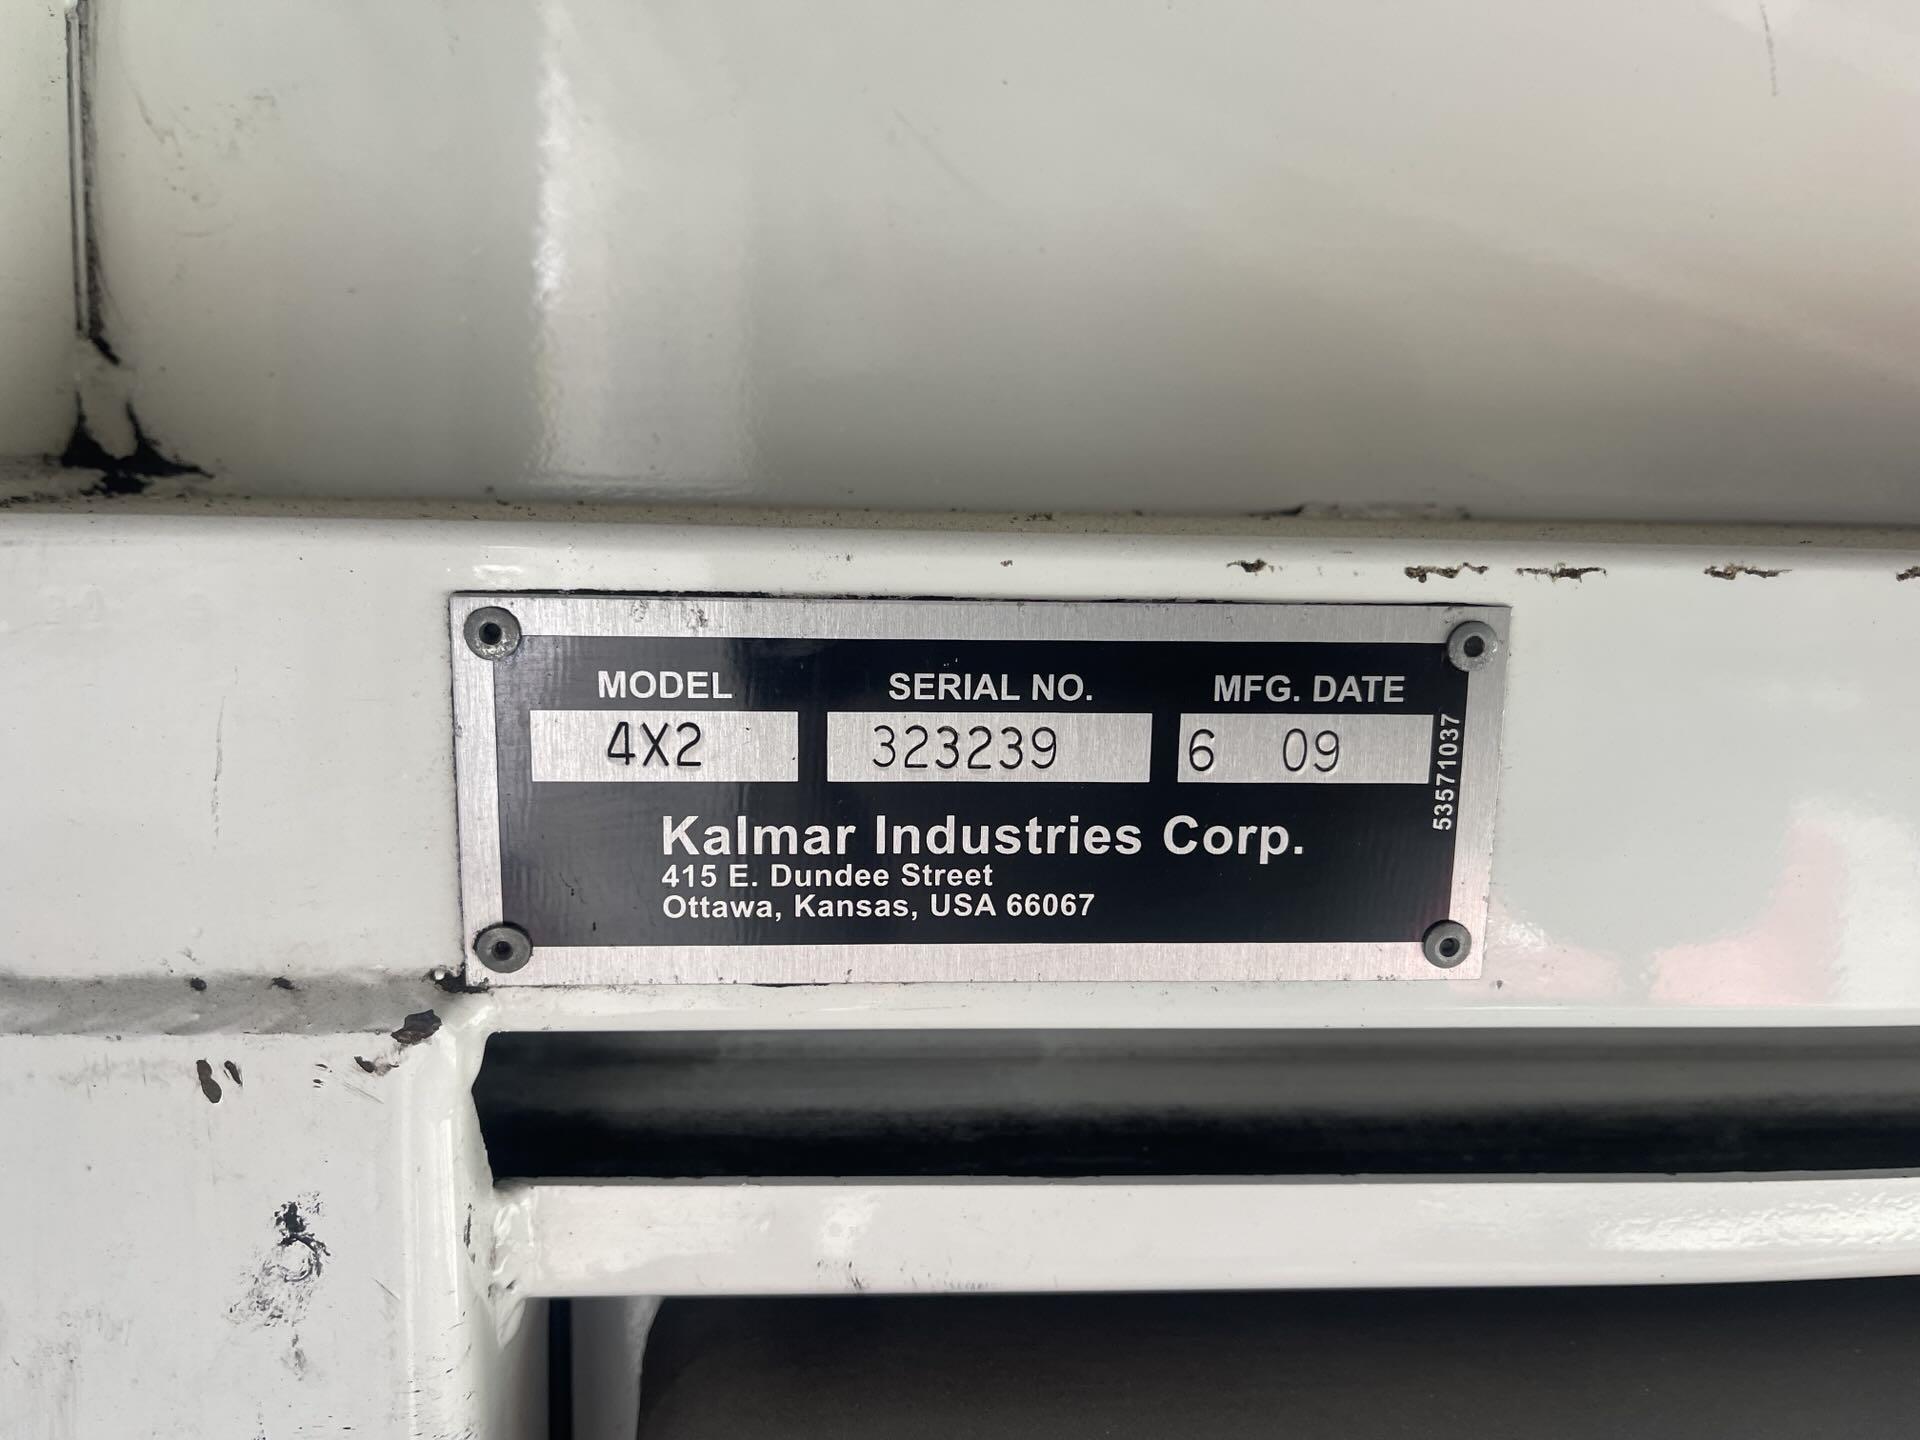 MODEL SERIAL NO. MFG. DATE
4X2 323239 6 09
53571037
Kalmar Industries Corp.
415 E. Dundee Street
Ottawa, Kansas, USA 66067